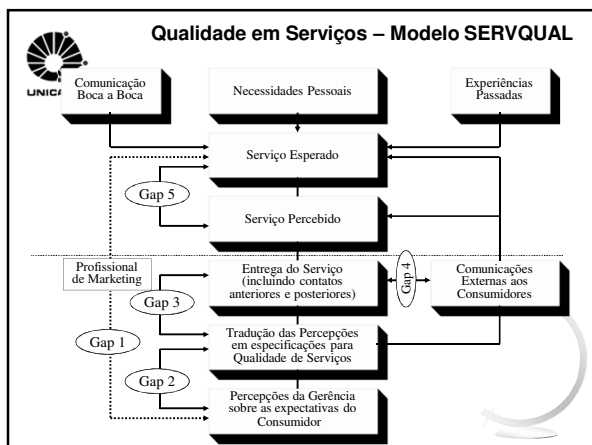 Qualidade em Serviços – Modelo SERVQUAL
Comunicação
Boca a Boca
Necessidades Pessoais
Experiências
Passadas
Serviço Esperado
Gap 5
Serviço Percebido
Profissional
de Marketing
Entrega do Serviço
(incluindo contatos
anteriores e posteriores)
Gap 4
Comunicações
Externas aos
Consumidores
Gap 3
Gap 1
Tradução das Percepções
em especificações para
Qualidade de Serviços
Gap 2
Percepções da Gerência
sobre as expectativas do
Consumidor